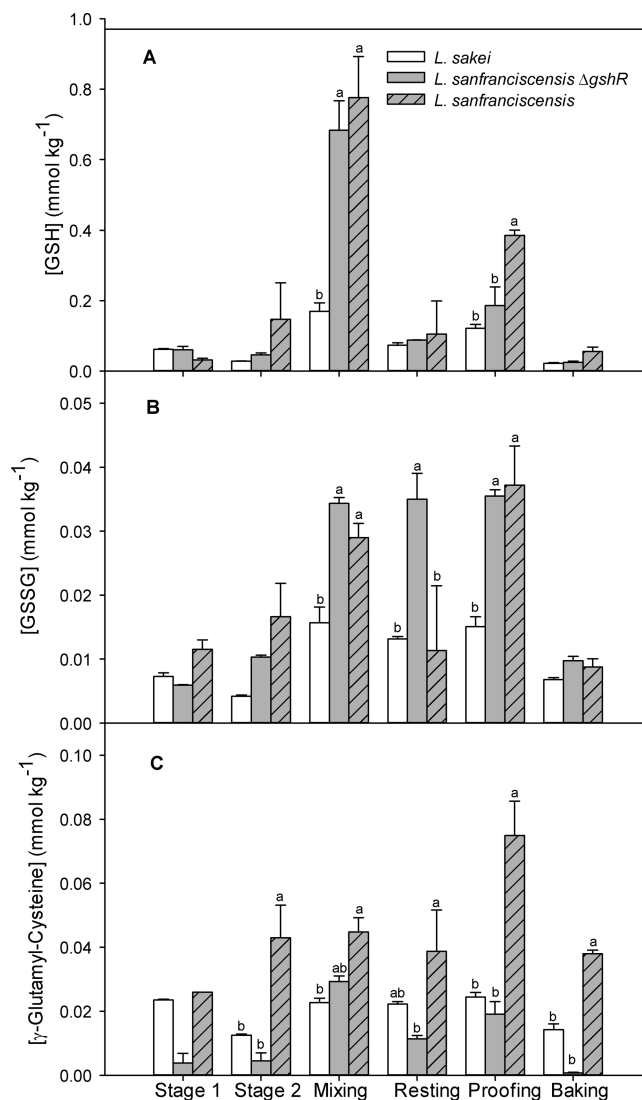 1.0
A
a
a
L. sakei
L. sanfranciscensis ΔgshR
L. sanfranciscensis
0.8
0.6
0.4
a
0.2
b
b
b
0.0
[GSH] (mmol kg-1)
0.05
B
0.04
a
a
a
a
a
0.03
0.02
b
b
b
b
0.01
0.00
[GSSG] (mmol kg-1)
0.10
C
0.08
a
0.06
a
a
a
a
0.04
ab
b
ab
b
b
0.02
b
b
b
b
b
0.00
[γ-Glutamyl-Cysteine] (mmol kg-1)
Stage 1 Stage 2 Mixing Resting Proofing Baking